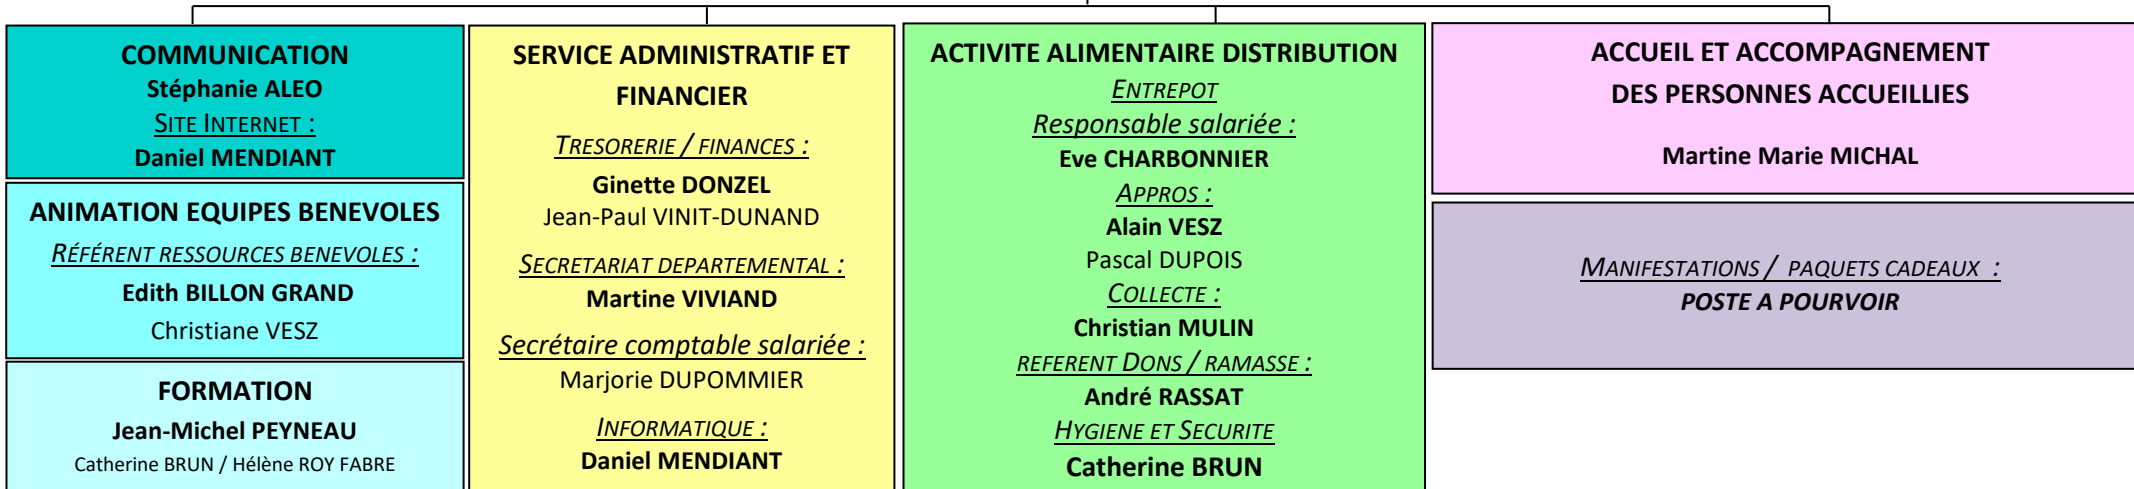 COMMUNICATION
Stéphanie ALEO
SITE INTERNET :
Daniel MENDIANT
ANIMATION EQUIPES BENEVOLES
RÉFÉRENT RESSOURCES BENEVOLES :
Edith BILLON GRAND
Christiane VESZ
FORMATION
Jean-Michel PEYNEAU
Catherine BRUN / Hélène ROY FABRE
SERVICE ADMINISTRATIF ET
FINANCIER
TRESORERIE / FINANCES :
Ginette DONZEL
Jean-Paul VINIT-DUNAND
SECRETARIAT DEPARTEMENTAL :
Martine VIVIAND
Secrétaire comptable salariée :
Marjorie DUPOMMIER
INFORMATIQUE :
Daniel MENDIANT
ACTIVITE ALIMENTAIRE DISTRIBUTION
ENTREPOT
Responsable salariée :
Eve CHARBONNIER
APPROS :
Alain VESZ
Pascal DUPOIS
COLLECTE :
Christian MULIN
REFERENT DONS / RAMASSE :
André RASSAT
HYGIENE ET SECURITE
Catherine BRUN
ACCUEIL ET ACCOMPAGNEMENT
DES PERSONNES ACCUEILLIES
Martine Marie MICHAL
MANIFESTATIONS / PAQUETS CADEAUX :
POSTE A POURVOIR